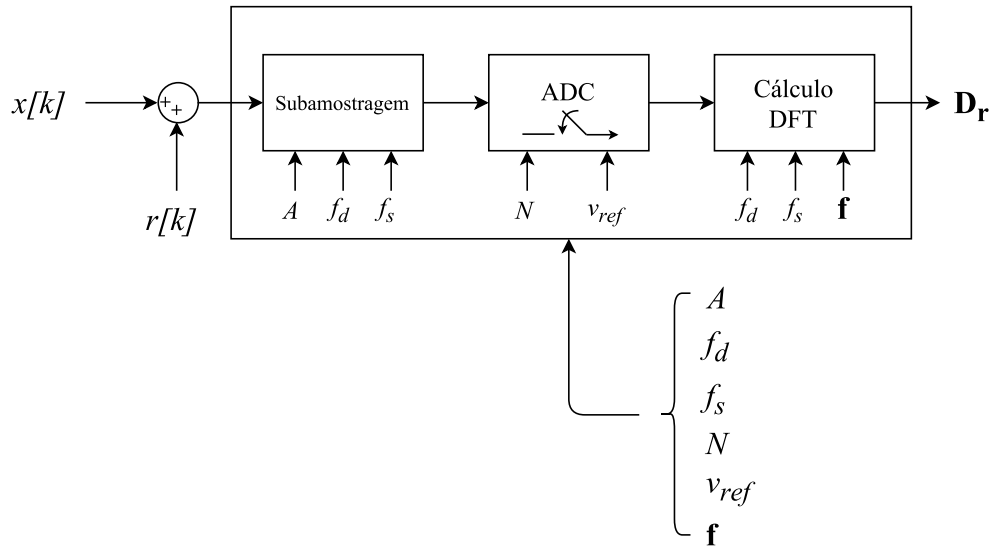 x[k]
+
+
r[k]
Subamostragem
A
f_d
f_s
ADC
N
v_ref
Cálculo
DFT
f_d
f_s
f
D_r
A
f_d
f_s
N
v_ref
f